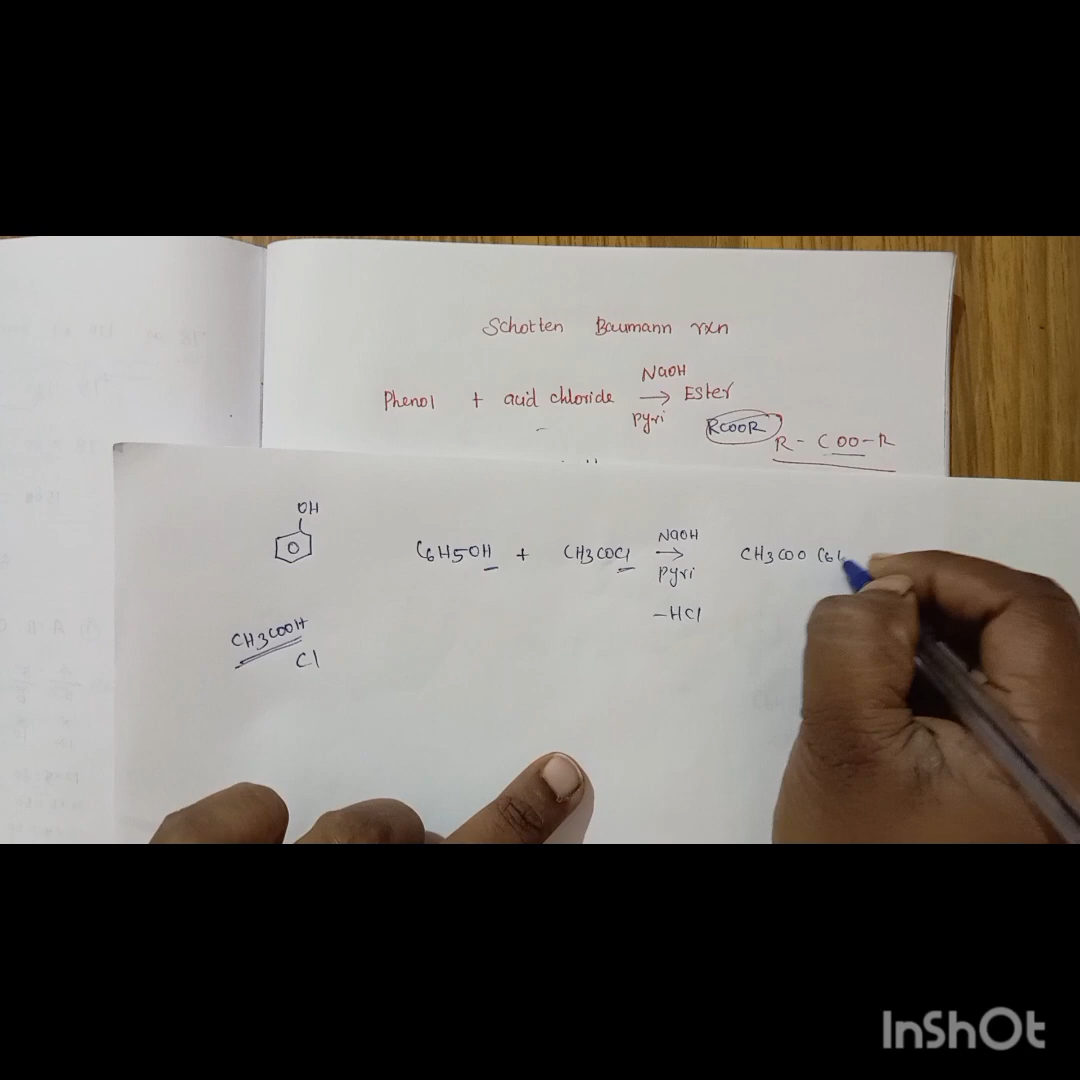 Schotten Baumann rxn
NaOH
Phenol + acid chloride → Ester
Pyri
RCOOR
R - COO-R
OH
NaOH
C6H5OH + CH3COCl → CH3COO C6
Pyri
-HCl
CH3COOH
Cl
InShOt